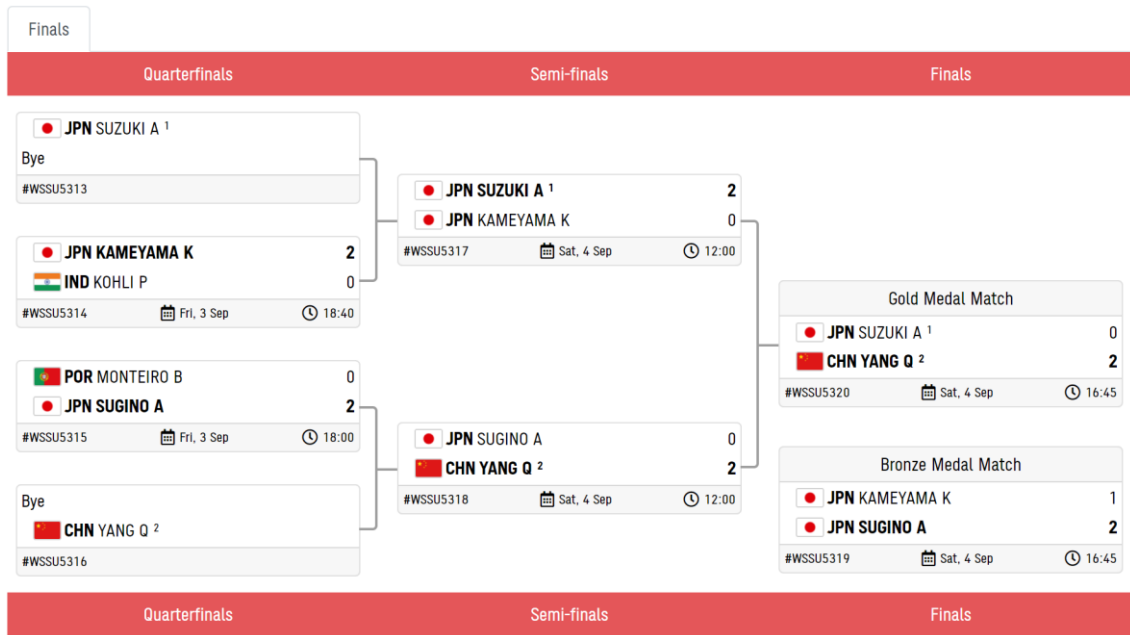 Finals
Quarterfinals Semi-finals Finals
JPN SUZUKI A 1
Bye
#WSSU5313
JPN KAMEYAMA K 2
IND KOHLI P 0
#WSSU5314 Fri, 3 Sep 18:40
POR MONTEIRO B 0
JPN SUGINO A 2
#WSSU5315 Fri, 3 Sep 18:00
Bye
CHN YANG Q 2
#WSSU5316
JPN SUZUKI A 1 2
JPN KAMEYAMA K 0
#WSSU5317 Sat, 4 Sep 12:00
JPN SUGINO A 0
CHN YANG Q 2 2
#WSSU5318 Sat, 4 Sep 12:00
Gold Medal Match
JPN SUZUKI A 1 0
CHN YANG Q 2 2
#WSSU5320 Sat, 4 Sep 16:45
Bronze Medal Match
JPN KAMEYAMA K 1
JPN SUGINO A 2
#WSSU5319 Sat, 4 Sep 16:45
Quarterfinals Semi-finals Finals